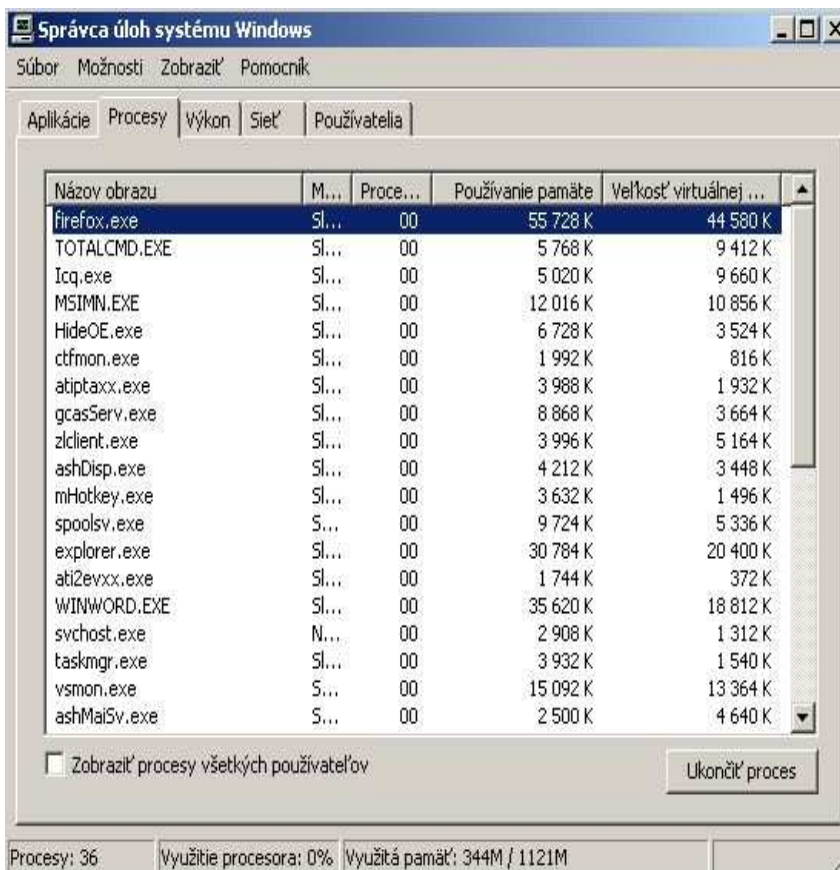 Správca úloh systému Windows
Súbor Možnosti Zobraziť Pomocník
Aplikácie Procesy Výkon Sieť Používatelia
Názov obrazu M... Proce... Používanie pamäte Veľkosť virtuálnej ...
firefox.exe Sl... 00 55 728 K 44 580 K
TOTALCMD.EXE Sl... 00 5 768 K 9 412 K
Icq.exe Sl... 00 5 020 K 9 660 K
MSIMN.EXE Sl... 00 12 016 K 10 856 K
HideOE.exe Sl... 00 6 728 K 3 524 K
ctfmon.exe Sl... 00 1 992 K 816 K
atiptaxx.exe Sl... 00 3 988 K 1 932 K
gcasServ.exe Sl... 00 8 868 K 3 664 K
zlclient.exe Sl... 00 3 996 K 5 164 K
ashDisp.exe Sl... 00 4 212 K 3 448 K
mHotkey.exe Sl... 00 3 632 K 1 496 K
spoolsv.exe S... 00 9 724 K 5 336 K
explorer.exe Sl... 00 30 784 K 20 400 K
ati2evxx.exe Sl... 00 1 744 K 372 K
WINWORD.EXE Sl... 00 35 620 K 18 812 K
svchost.exe N... 00 2 908 K 1 312 K
taskmgr.exe Sl... 00 3 932 K 1 540 K
vsmon.exe S... 00 15 092 K 13 364 K
ashMaiSv.exe S... 00 2 500 K 4 640 K
Zobraziť procesy všetkých používateľov
Ukončiť proces
Procesy: 36 Využitie procesora: 0% Využitá pamäť: 344M / 1121M